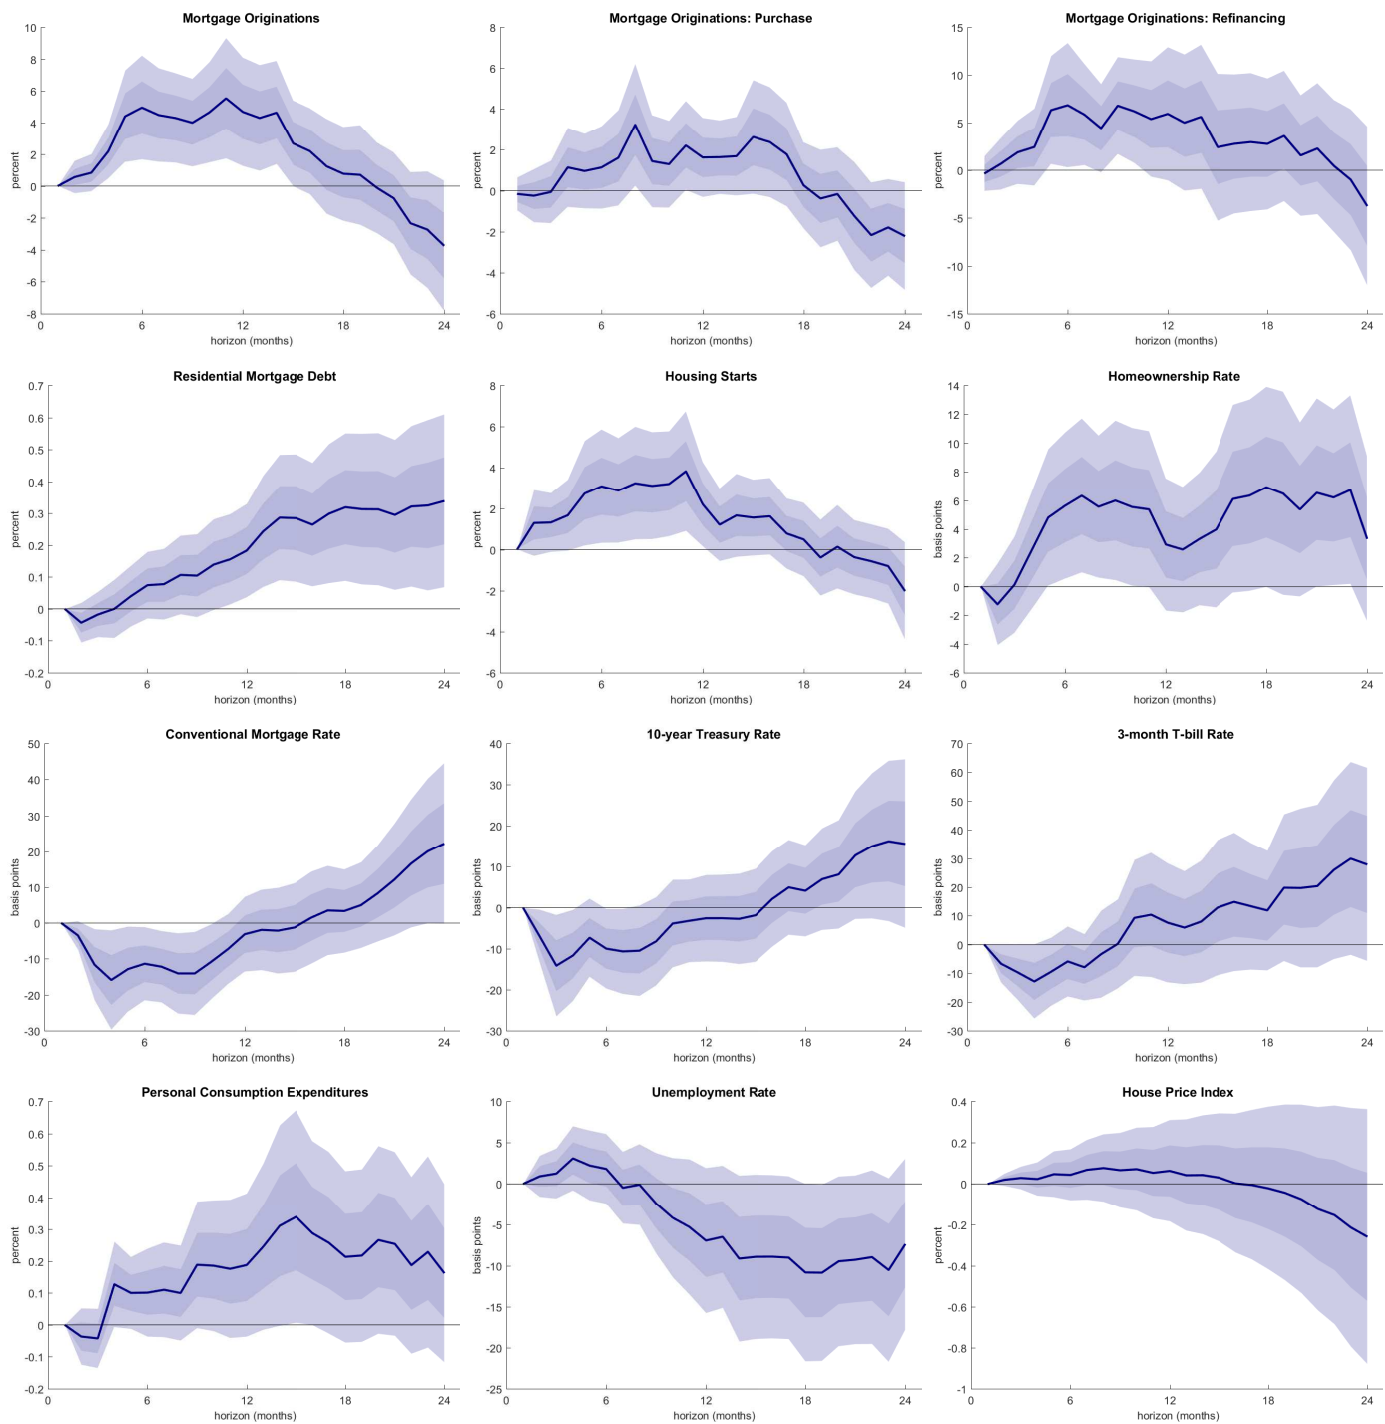 Mortgage Originations
10
8
6
4
2
0
-2
-4
-6
-8
percent
0 6 12 18 24
horizon (months)
Mortgage Originations: Purchase
8
6
4
2
0
-2
-4
-6
percent
0 6 12 18 24
horizon (months)
Mortgage Originations: Refinancing
15
10
5
0
-5
-10
-15
percent
0 6 12 18 24
horizon (months)
Residential Mortgage Debt
0.7
0.6
0.5
0.4
0.3
0.2
0.1
0
-0.1
-0.2
percent
0 6 12 18 24
horizon (months)
Housing Starts
8
6
4
2
0
-2
-4
-6
percent
0 6 12 18 24
horizon (months)
Homeownership Rate
14
12
10
8
6
4
2
0
-2
-4
-6
basis points
0 6 12 18 24
horizon (months)
Conventional Mortgage Rate
50
40
30
20
10
0
-10
-20
-30
basis points
0 6 12 18 24
horizon (months)
10-year Treasury Rate
40
30
20
10
0
-10
-20
-30
basis points
0 6 12 18 24
horizon (months)
3-month T-bill Rate
70
60
50
40
30
20
10
0
-10
-20
-30
basis points
0 6 12 18 24
horizon (months)
Personal Consumption Expenditures
0.7
0.6
0.5
0.4
0.3
0.2
0.1
0
-0.1
-0.2
percent
0 6 12 18 24
horizon (months)
Unemployment Rate
10
5
0
-5
-10
-15
-20
-25
basis points
0 6 12 18 24
horizon (months)
House Price Index
0.4
0.2
0
-0.2
-0.4
-0.6
-0.8
-1
percent
0 6 12 18 24
horizon (months)